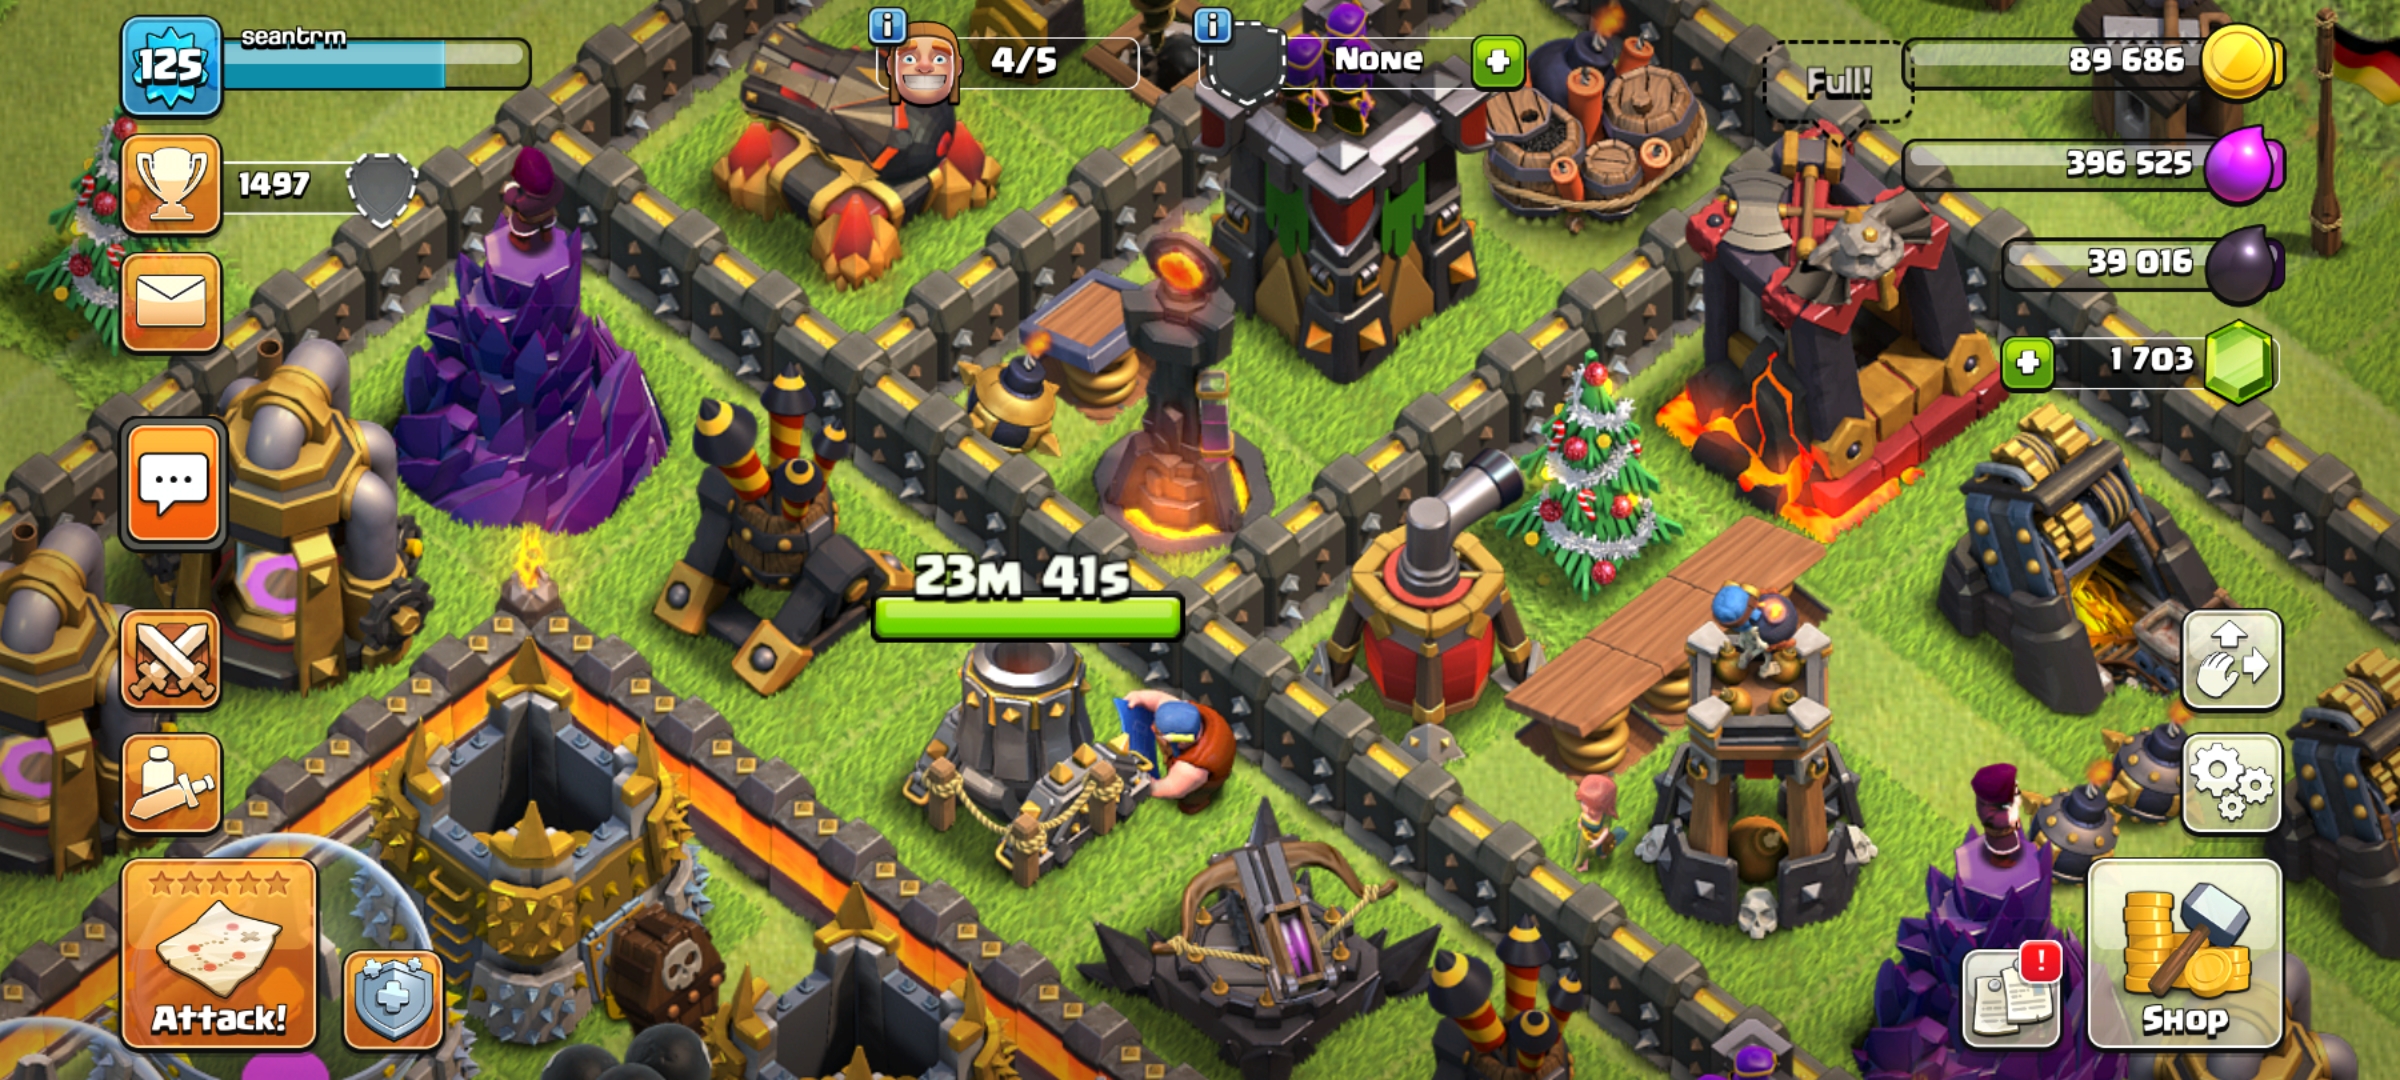 125
seantrm
i
4/5
i
None
Full!
89 686
1497
396 525
39 016
1 703
23m 41s
Attack!
!
Shop